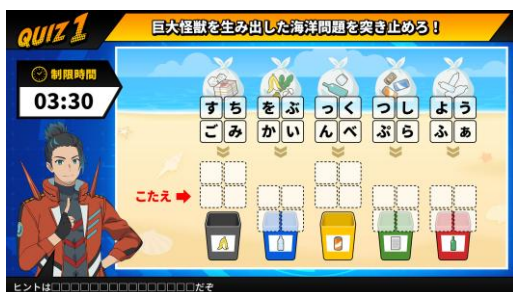 QUIZ 1
巨大怪獣を生み出した海洋問題を突き止めろ！
制限時間
03:30
すち をぶ っく つし よう
ごみ かい んべ ぷら ふぁ
こたえ
ヒントは□□□□□□□□□□□□□□□だぞ